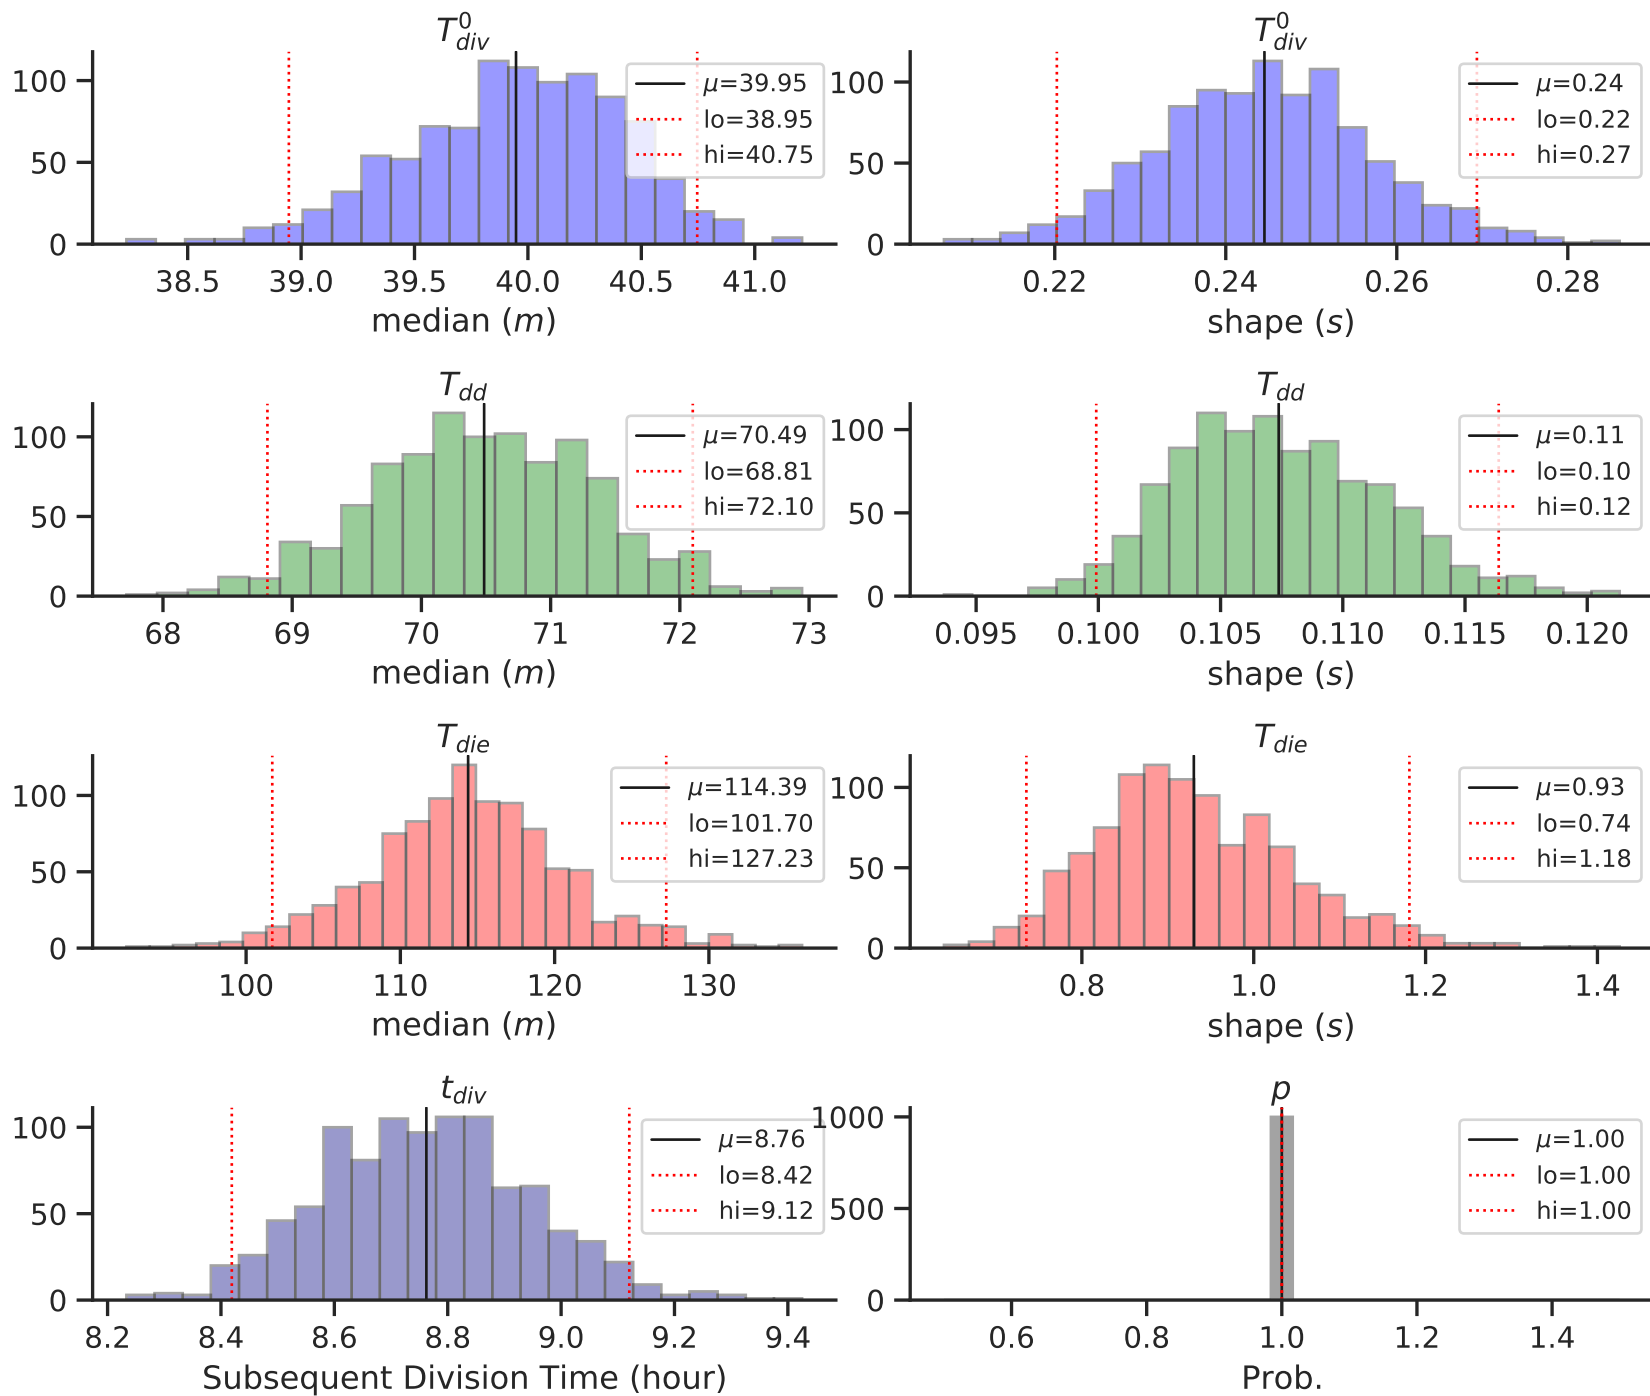 T⁰div
100
50
0
μ=39.95
lo=38.95
hi=40.75
38.5 39.0 39.5 40.0 40.5 41.0
median (m)
T⁰div
100
50
0
μ=0.24
lo=0.22
hi=0.27
0.22 0.24 0.26 0.28
shape (s)
Tdd
100
50
0
μ=70.49
lo=68.81
hi=72.10
68 69 70 71 72 73
median (m)
Tdd
100
50
0
μ=0.11
lo=0.10
hi=0.12
0.095 0.100 0.105 0.110 0.115 0.120
shape (s)
Tdie
100
50
0
μ=114.39
lo=101.70
hi=127.23
100 110 120 130
median (m)
Tdie
100
50
0
μ=0.93
lo=0.74
hi=1.18
0.8 1.0 1.2 1.4
shape (s)
tdiv
100
50
0
μ=8.76
lo=8.42
hi=9.12
8.2 8.4 8.6 8.8 9.0 9.2 9.4
Subsequent Division Time (hour)
p
1000
500
0
μ=1.00
lo=1.00
hi=1.00
0.6 0.8 1.0 1.2 1.4
Prob.